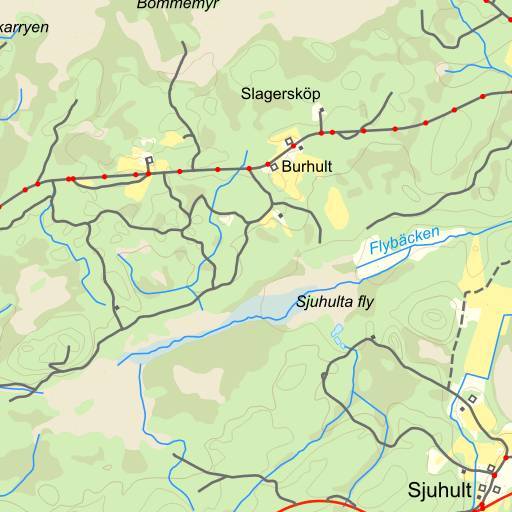 Bommemyr
karryen
Slagersköp
Burhult
Flybäcken
Sjuhulta fly
Sjuhult